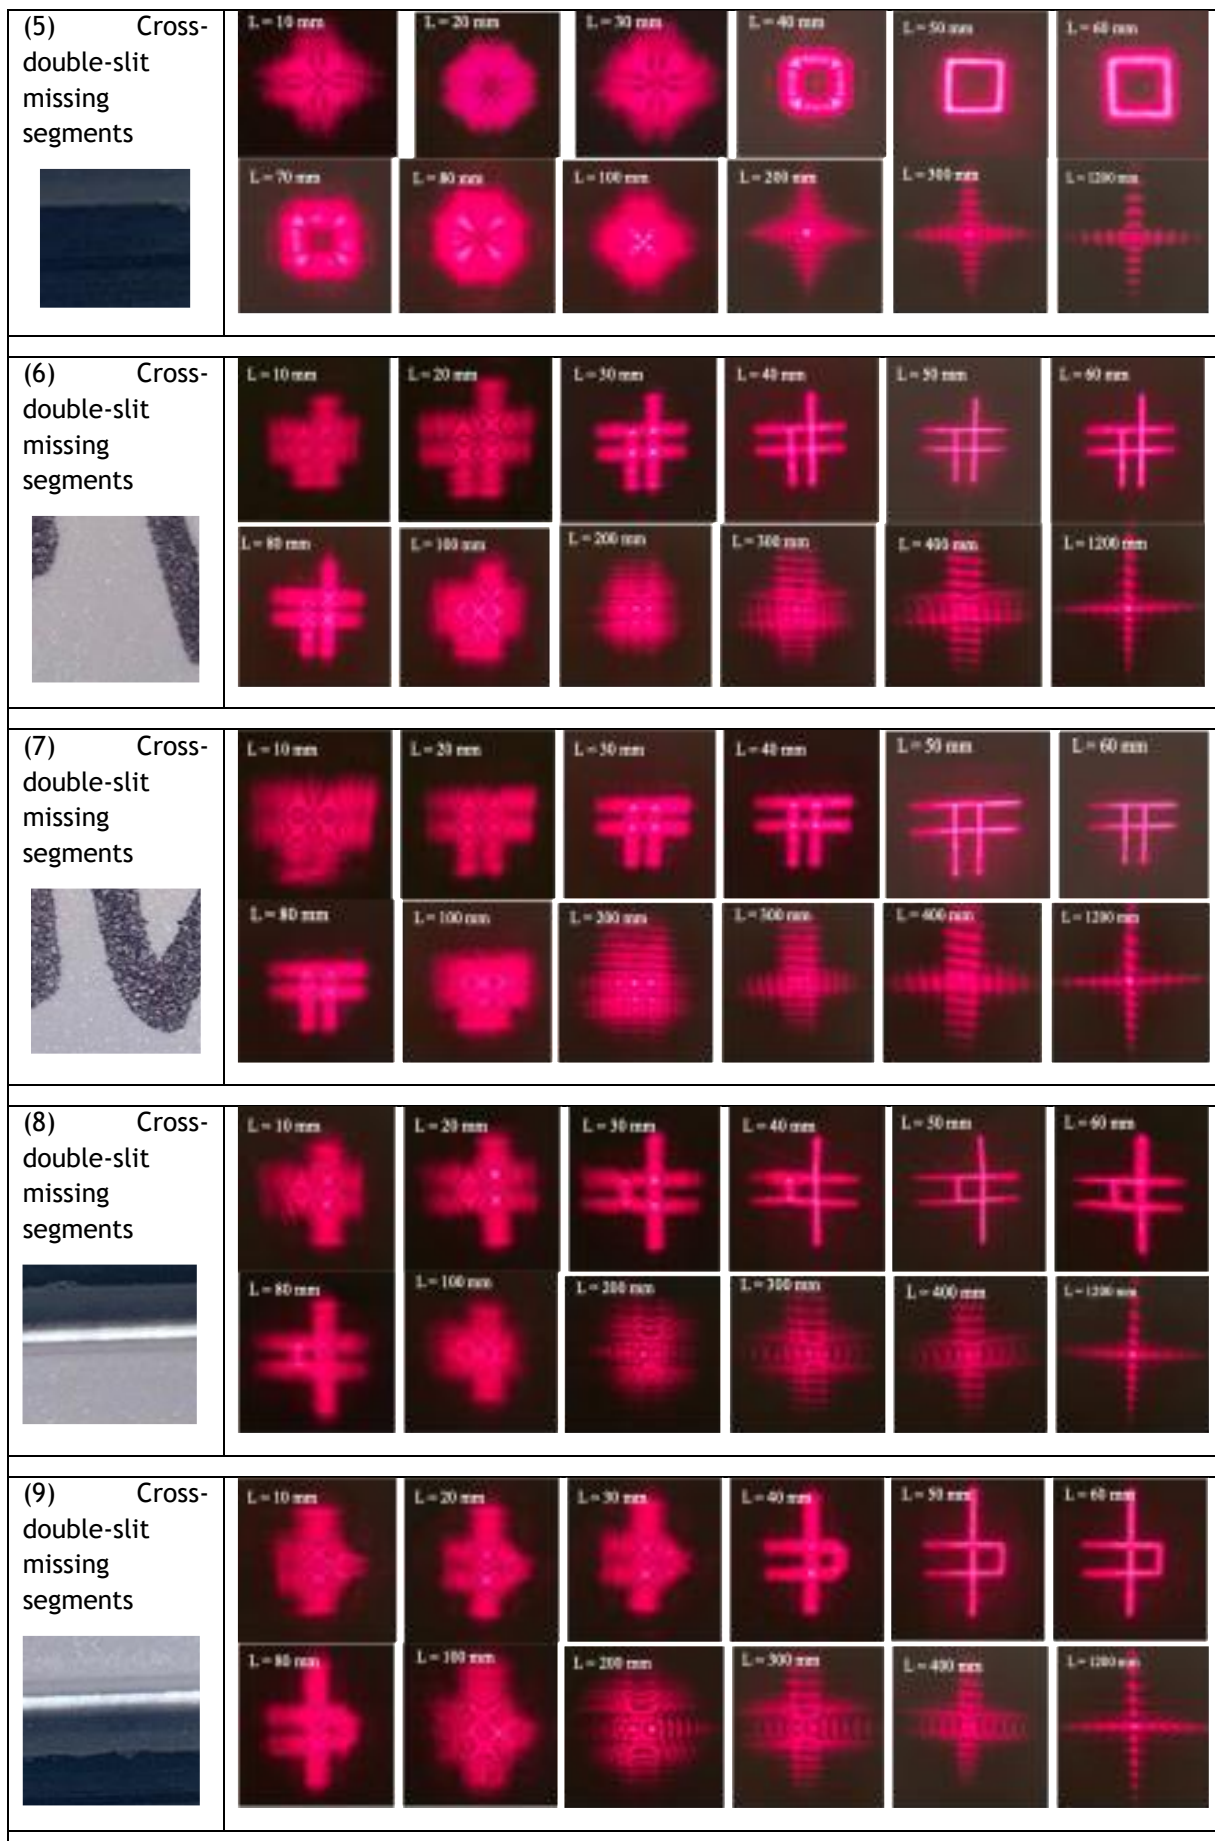 (5) Cross-
double-slit
missing
segments
L = 10 mm
L = 20 mm
L = 30 mm
L = 40 mm
L = 50 mm
L = 60 mm
L = 70 mm
L = 80 mm
L = 100 mm
L = 200 mm
L = 300 mm
L = 1200 mm
(6) Cross-
double-slit
missing
segments
L = 10 mm
L = 20 mm
L = 30 mm
L = 40 mm
L = 50 mm
L = 60 mm
L = 80 mm
L = 100 mm
L = 200 mm
L = 300 mm
L = 400 mm
L = 1200 mm
(7) Cross-
double-slit
missing
segments
L = 10 mm
L = 20 mm
L = 30 mm
L = 40 mm
L = 50 mm
L = 60 mm
L = 80 mm
L = 100 mm
L = 200 mm
L = 300 mm
L = 400 mm
L = 1200 mm
(8) Cross-
double-slit
missing
segments
L = 10 mm
L = 20 mm
L = 30 mm
L = 40 mm
L = 50 mm
L = 60 mm
L = 80 mm
L = 100 mm
L = 200 mm
L = 300 mm
L = 400 mm
L = 1200 mm
(9) Cross-
double-slit
missing
segments
L = 10 mm
L = 20 mm
L = 30 mm
L = 40 mm
L = 50 mm
L = 60 mm
L = 80 mm
L = 100 mm
L = 200 mm
L = 300 mm
L = 400 mm
L = 1200 mm